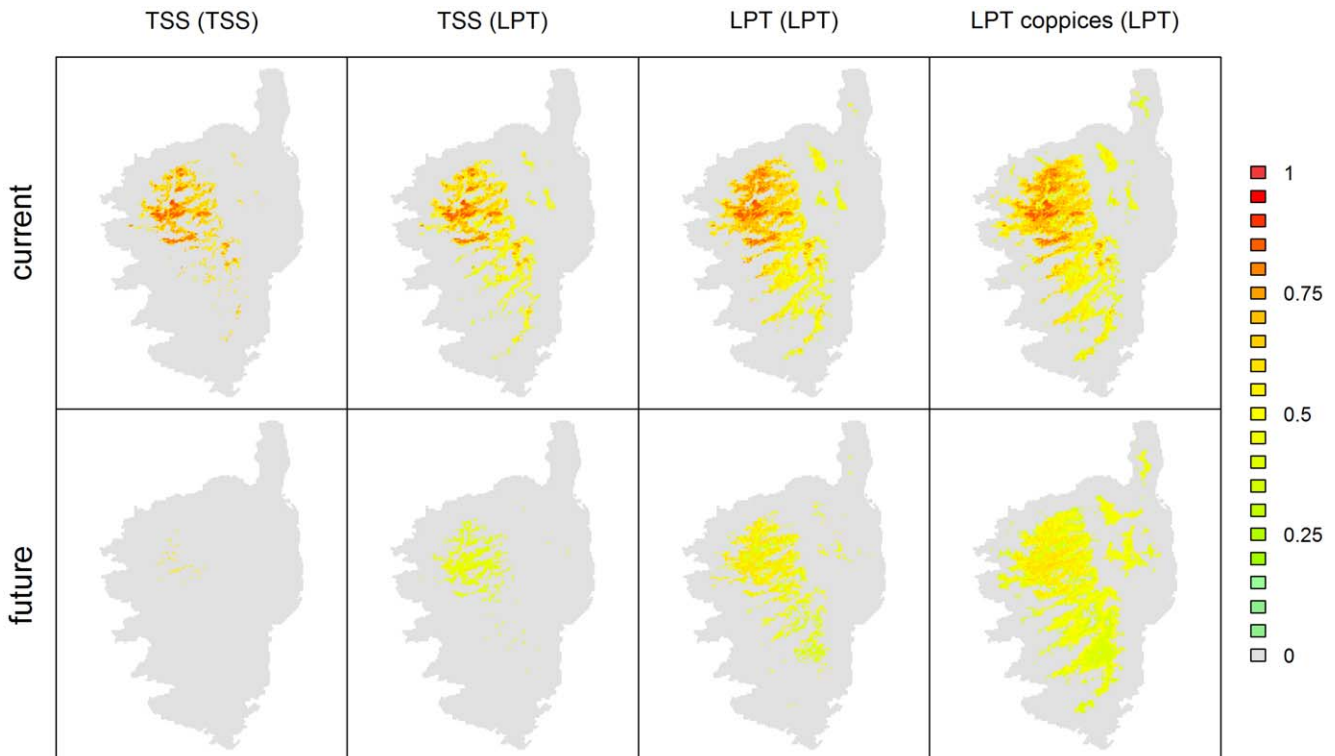 TSS (TSS) TSS (LPT) LPT (LPT) LPT coppices (LPT)
current
future
1
0.75
0.5
0.25
0